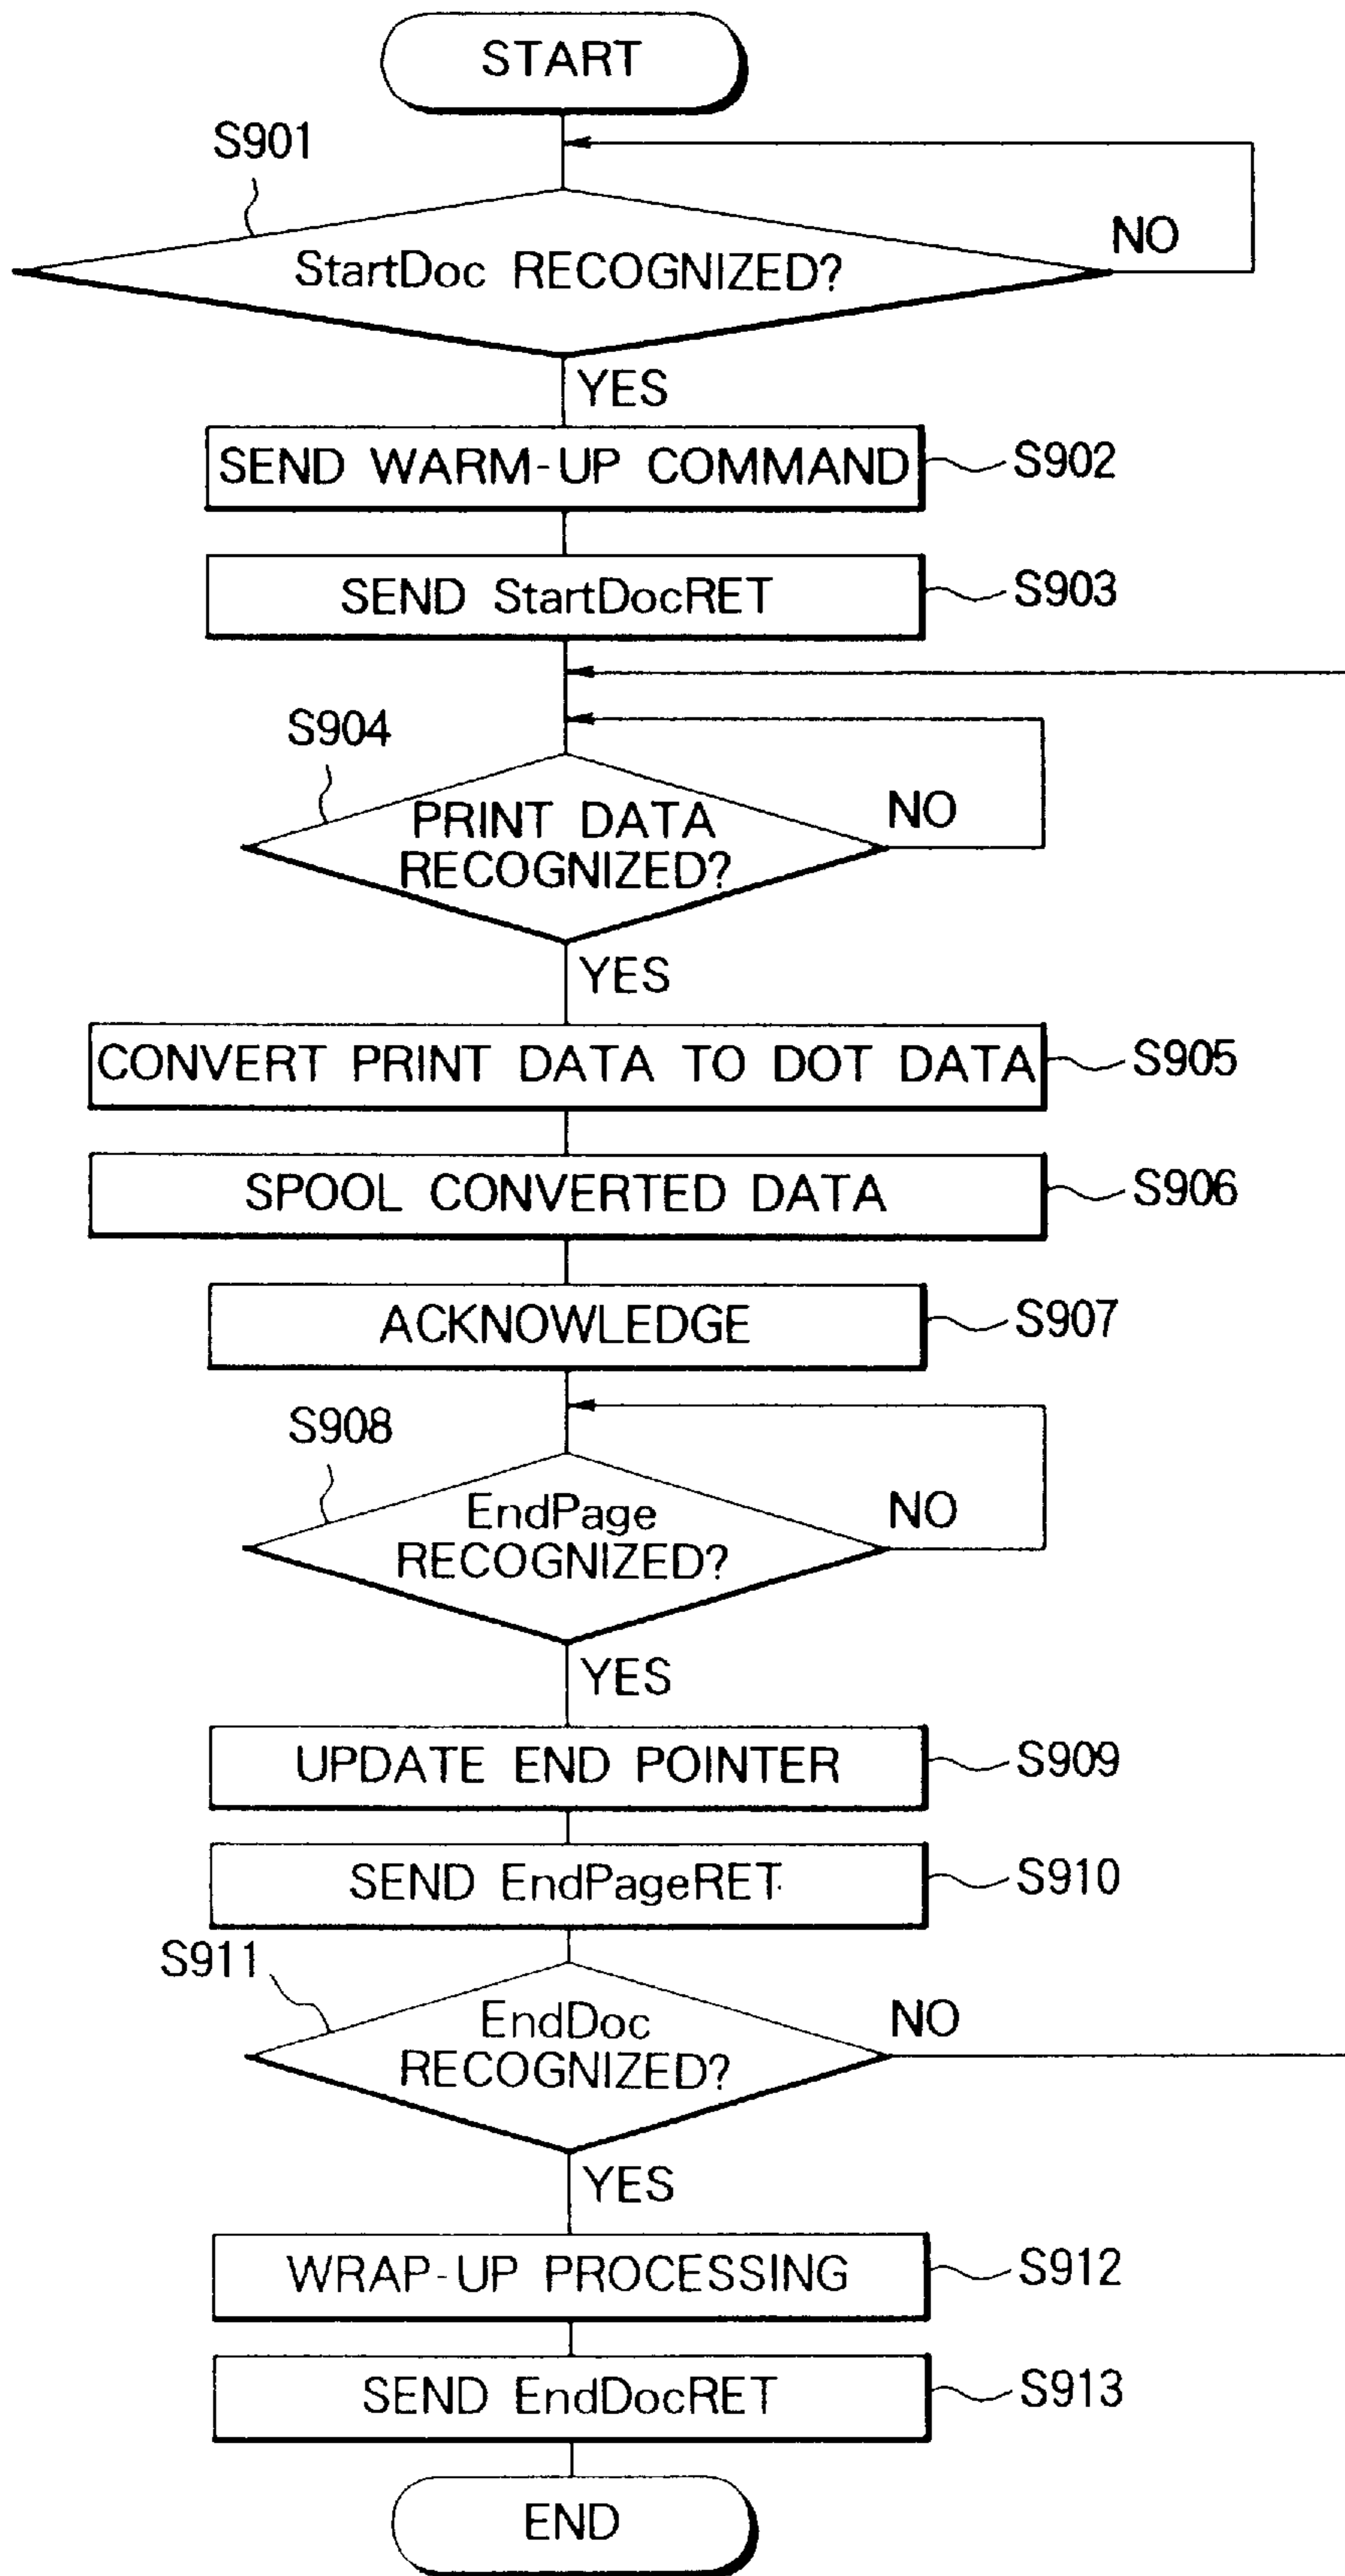 START
S901
NO
StartDoc RECOGNIZED?
YES
SEND WARM-UP COMMAND
S902
SEND StartDocRET
S903
S904
NO
PRINT DATA
RECOGNIZED?
YES
CONVERT PRINT DATA TO DOT DATA
S905
SPOOL CONVERTED DATA
S906
ACKNOWLEDGE
S907
S908
NO
EndPage
RECOGNIZED?
YES
UPDATE END POINTER
S909
SEND EndPageRET
S910
S911
NO
EndDoc
RECOGNIZED?
YES
WRAP-UP PROCESSING
S912
SEND EndDocRET
S913
END